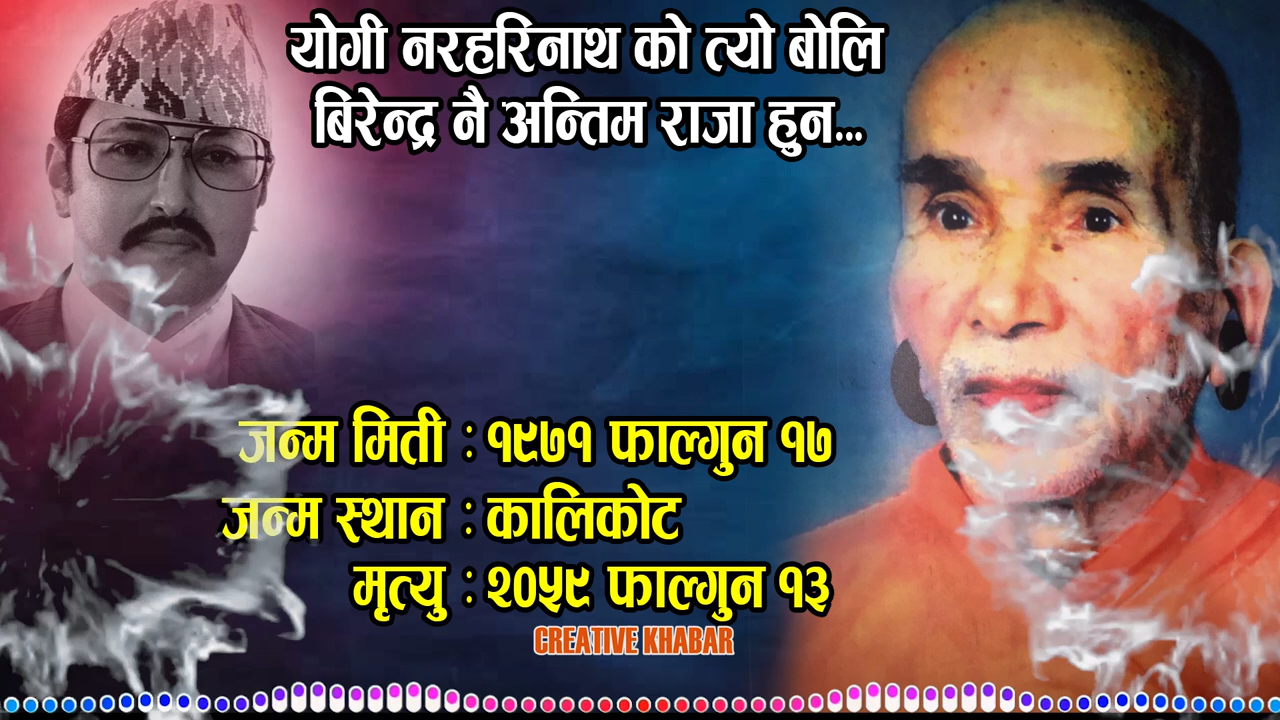 योगी नरहरिनाथ को त्यो बोलि
बिरेन्द्र नै अन्तिम राजा हुन...
जन्म मिती : १९७१ फाल्गुन १७
जन्म स्थान : कालिकोट
मृत्यु : २०५९ फाल्गुन १३
CREATIVE KHABAR